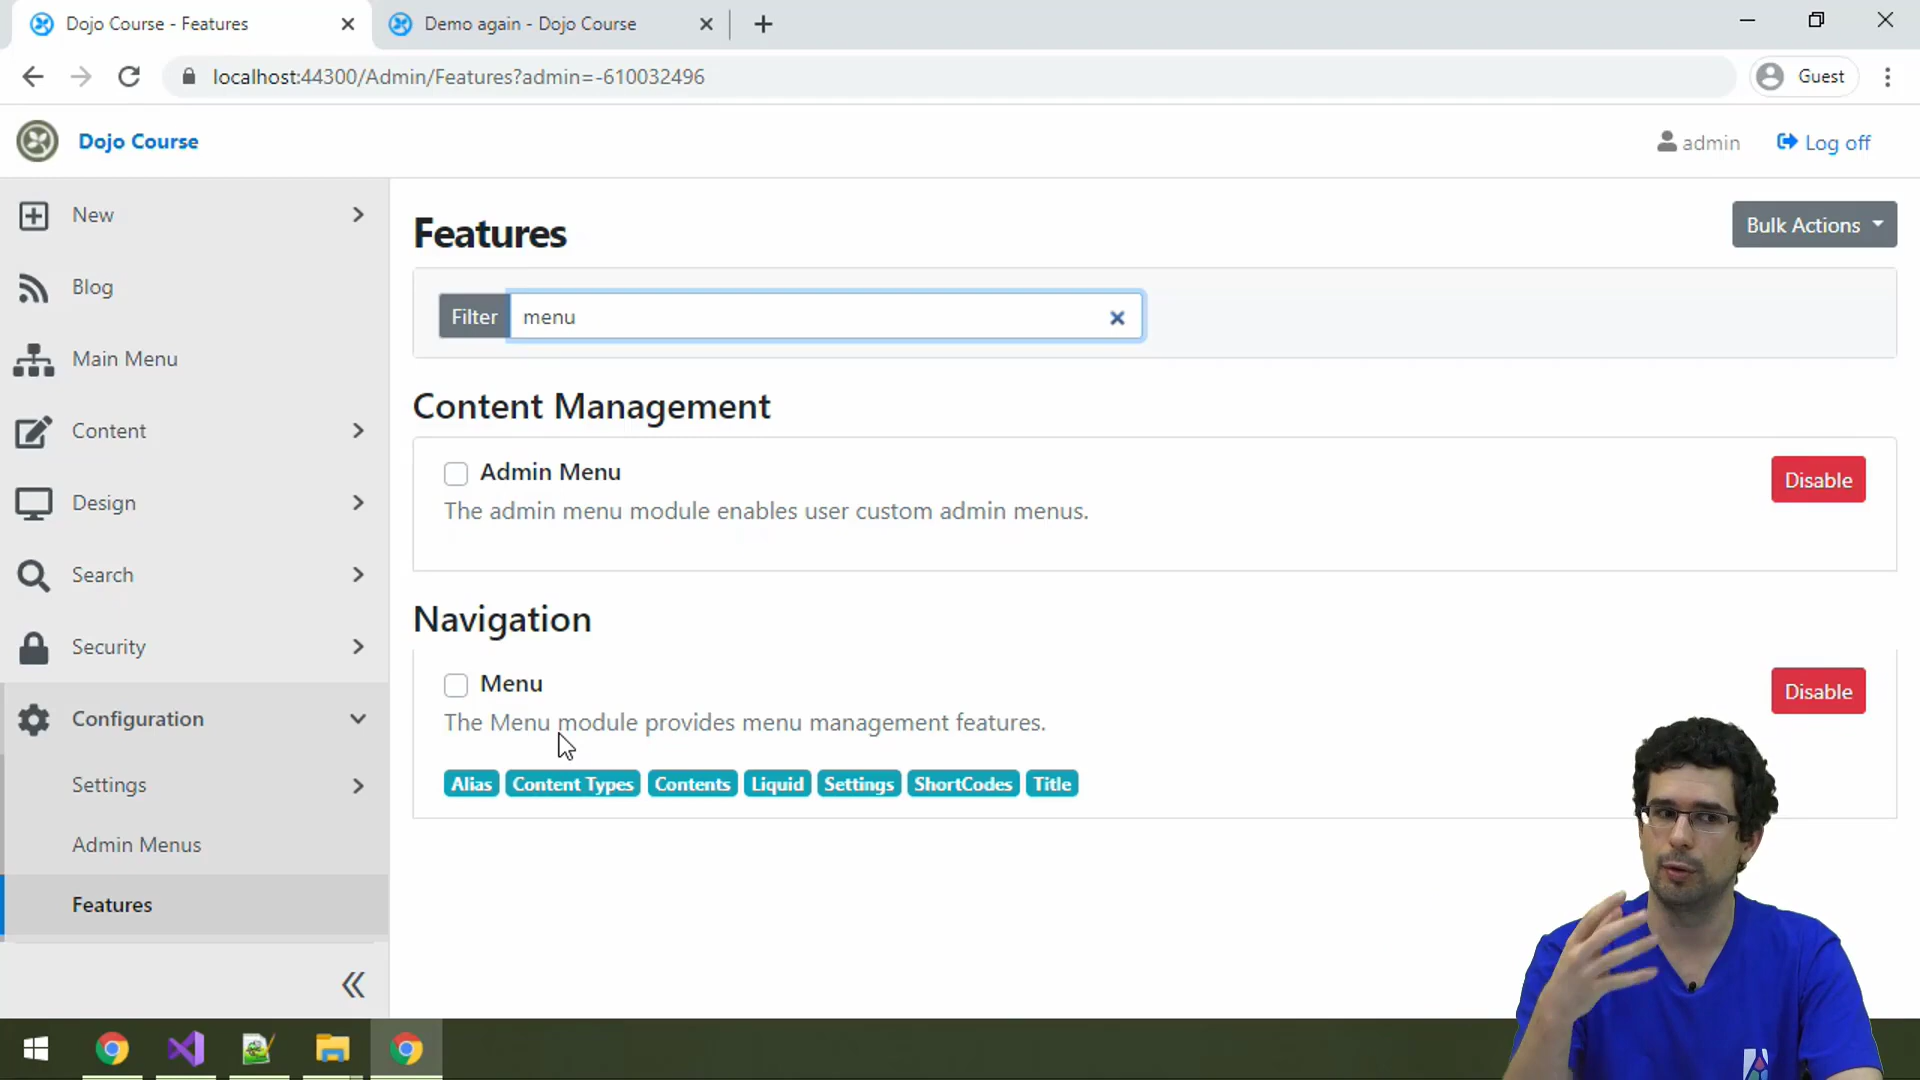 Dojo Course - Features
Demo again - Dojo Course
localhost:44300/Admin/Features?admin=-610032496
Guest
Dojo Course
admin
Log off
New
Blog
Main Menu
Content
Design
Search
Security
Configuration
Settings
Admin Menus
Features
Features
Bulk Actions
Filter
menu
Content Management
Admin Menu
Disable
The admin menu module enables user custom admin menus.
Navigation
Menu
Disable
The Menu module provides menu management features.
Alias Content Types Contents Liquid Settings ShortCodes Title